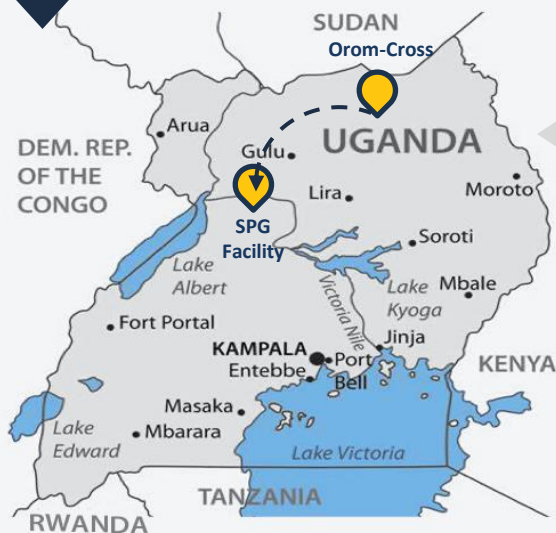 SUDAN
Orom-Cross
Arua
UGANDA
Gulu
DEM. REP.
OF THE
CONGO
Moroto
Lira
SPG
Facility
Soroti
Lake
Albert
Lake
Kyoga
Mbale
Victoria Nile
Fort Portal
Jinja
KAMPALA
Port
Bell
Entebbe
KENYA
Masaka
Lake
Edward
Mbarara
Lake Victoria
TANZANIA
RWANDA